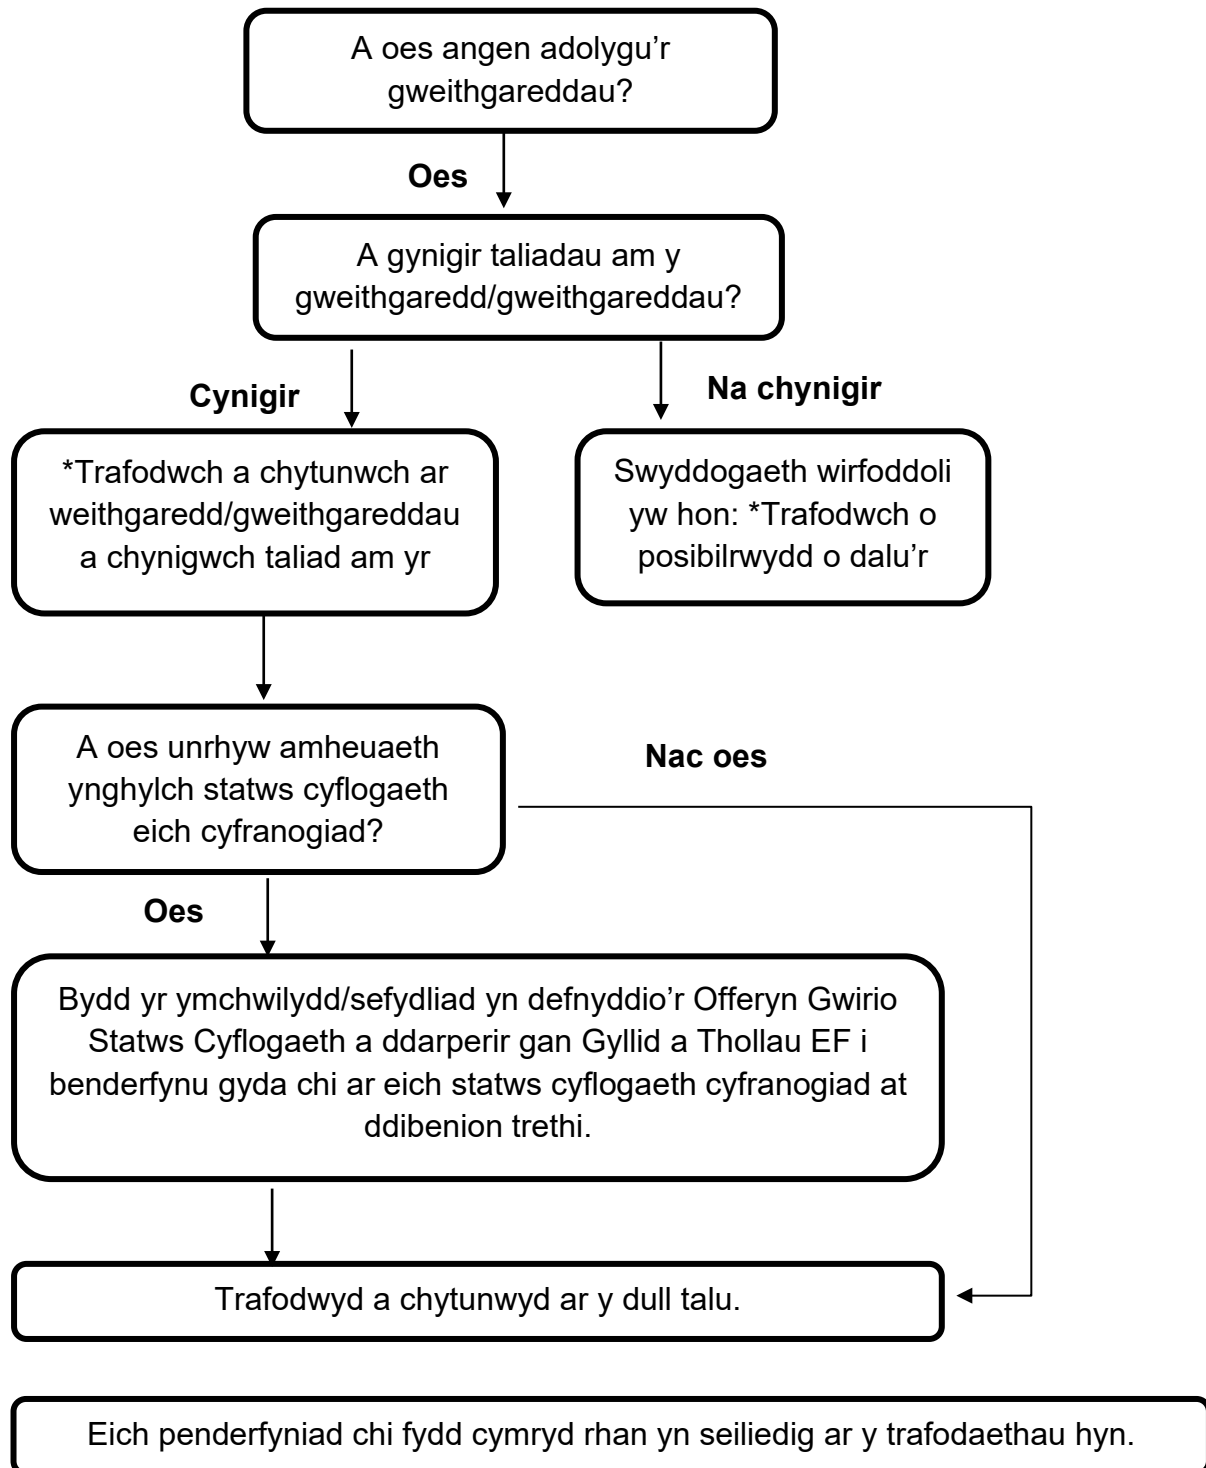 A oes angen adolygu’r
gweithgareddau?
Oes
A gynigir taliadau am y
gweithgaredd/gweithgareddau?
Cynigir
Na chynigir
*Trafodwch a chytunwch ar
weithgaredd/gweithgareddau
a chynigwch taliad am yr
Swyddogaeth wirfoddoli
yw hon: *Trafodwch o
posibilrwydd o dalu’r
A oes unrhyw amheuaeth
ynghylch statws cyflogaeth
eich cyfranogiad?
Nac oes
Oes
Bydd yr ymchwilydd/sefydliad yn defnyddio’r Offeryn Gwirio
Statws Cyflogaeth a ddarperir gan Gyllid a Thollau EF i
benderfynu gyda chi ar eich statws cyflogaeth cyfranogiad at
ddibenion trethi.
Trafodwyd a chytunwyd ar y dull talu.
Eich penderfyniad chi fydd cymryd rhan yn seiliedig ar y trafodaethau hyn.